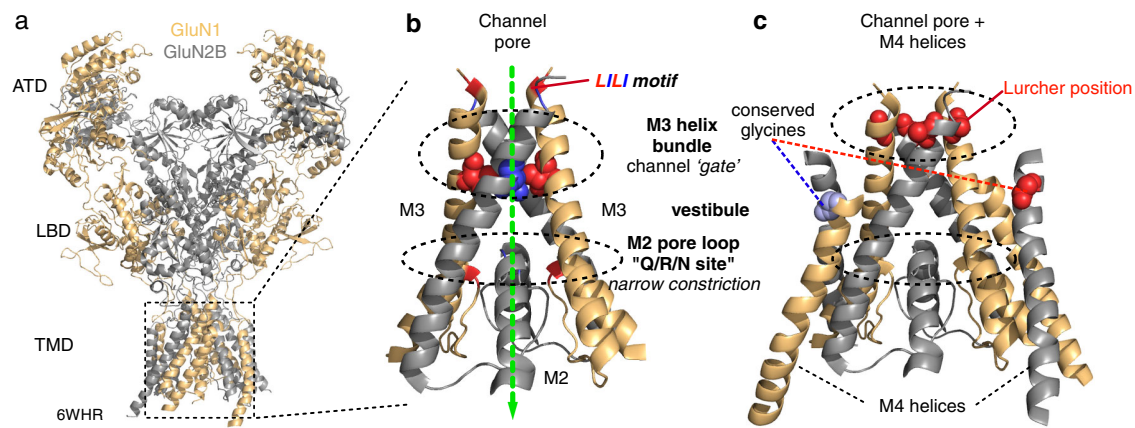 a
GluN1
GluN2B
ATD
LBD
TMD
6WHR
b
Channel
pore
LILI motif
M3 helix
bundle
channel 'gate'
M3
M3
vestibule
M2 pore loop
"Q/R/N site"
narrow constriction
M2
c
Channel pore +
M4 helices
Lurcher position
conserved
glycines
M4 helices